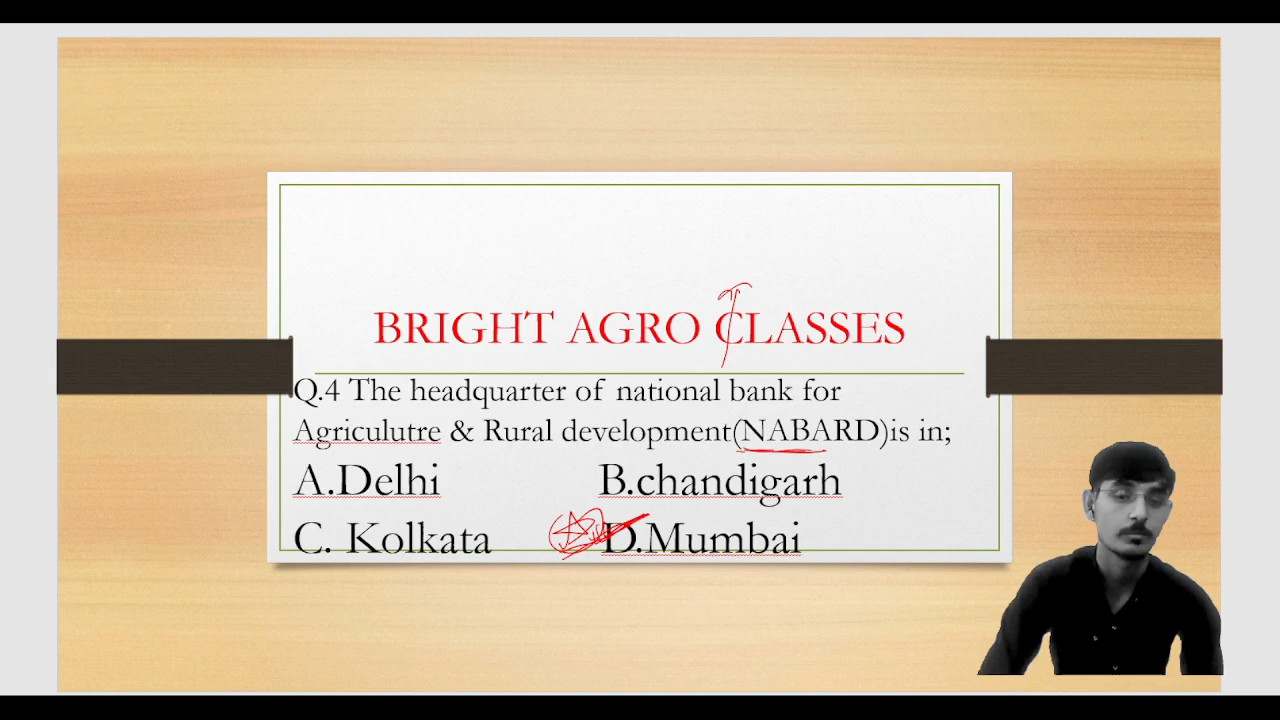 BRIGHT AGRO CLASSES
Q.4 The headquarter of national bank for
Agriculutre & Rural development(NABARD)is in;
A.Delhi B.chandigarh
C. Kolkata D.Mumbai